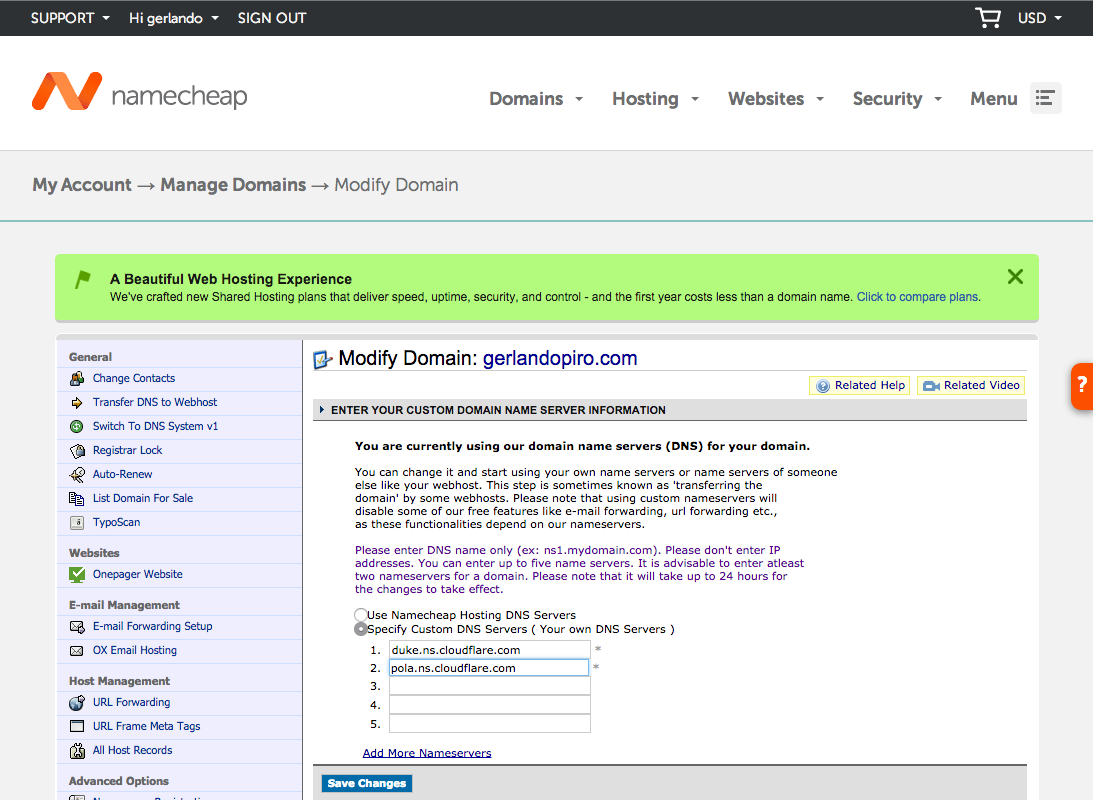 SUPPORT Hi gerlando SIGN OUT USD
namecheap Domains Hosting Websites Security Menu
My Account → Manage Domains → Modify Domain
A Beautiful Web Hosting Experience
We've crafted new Shared Hosting plans that deliver speed, uptime, security, and control - and the first year costs less than a domain name. Click to compare plans.
?
General
Change Contacts
Transfer DNS to Webhost
Switch To DNS System v1
Registrar Lock
Auto-Renew
List Domain For Sale
TypoScan
Websites
Onepager Website
E-mail Management
E-mail Forwarding Setup
OX Email Hosting
Host Management
URL Forwarding
URL Frame Meta Tags
All Host Records
Advanced Options
Modify Domain: gerlandopiro.com
Related Help Related Video
ENTER YOUR CUSTOM DOMAIN NAME SERVER INFORMATION
You are currently using our domain name servers (DNS) for your domain.
You can change it and start using your own name servers or name servers of someone
else like your webhost. This step is sometimes known as 'transferring the
domain' by some webhosts. Please note that using custom nameservers will
disable some of our free features like e-mail forwarding, url forwarding etc.,
as these functionalities depend on our nameservers.
Please enter DNS name only (ex: ns1.mydomain.com). Please don't enter IP
addresses. You can enter up to five name servers. It is advisable to enter atleast
two nameservers for a domain. Please note that it will take up to 24 hours for
the changes to take effect.
Use Namecheap Hosting DNS Servers
Specify Custom DNS Servers ( Your own DNS Servers )
1. duke.ns.cloudflare.com *
2. pola.ns.cloudflare.com *
3.
4.
5.
Add More Nameservers
Save Changes